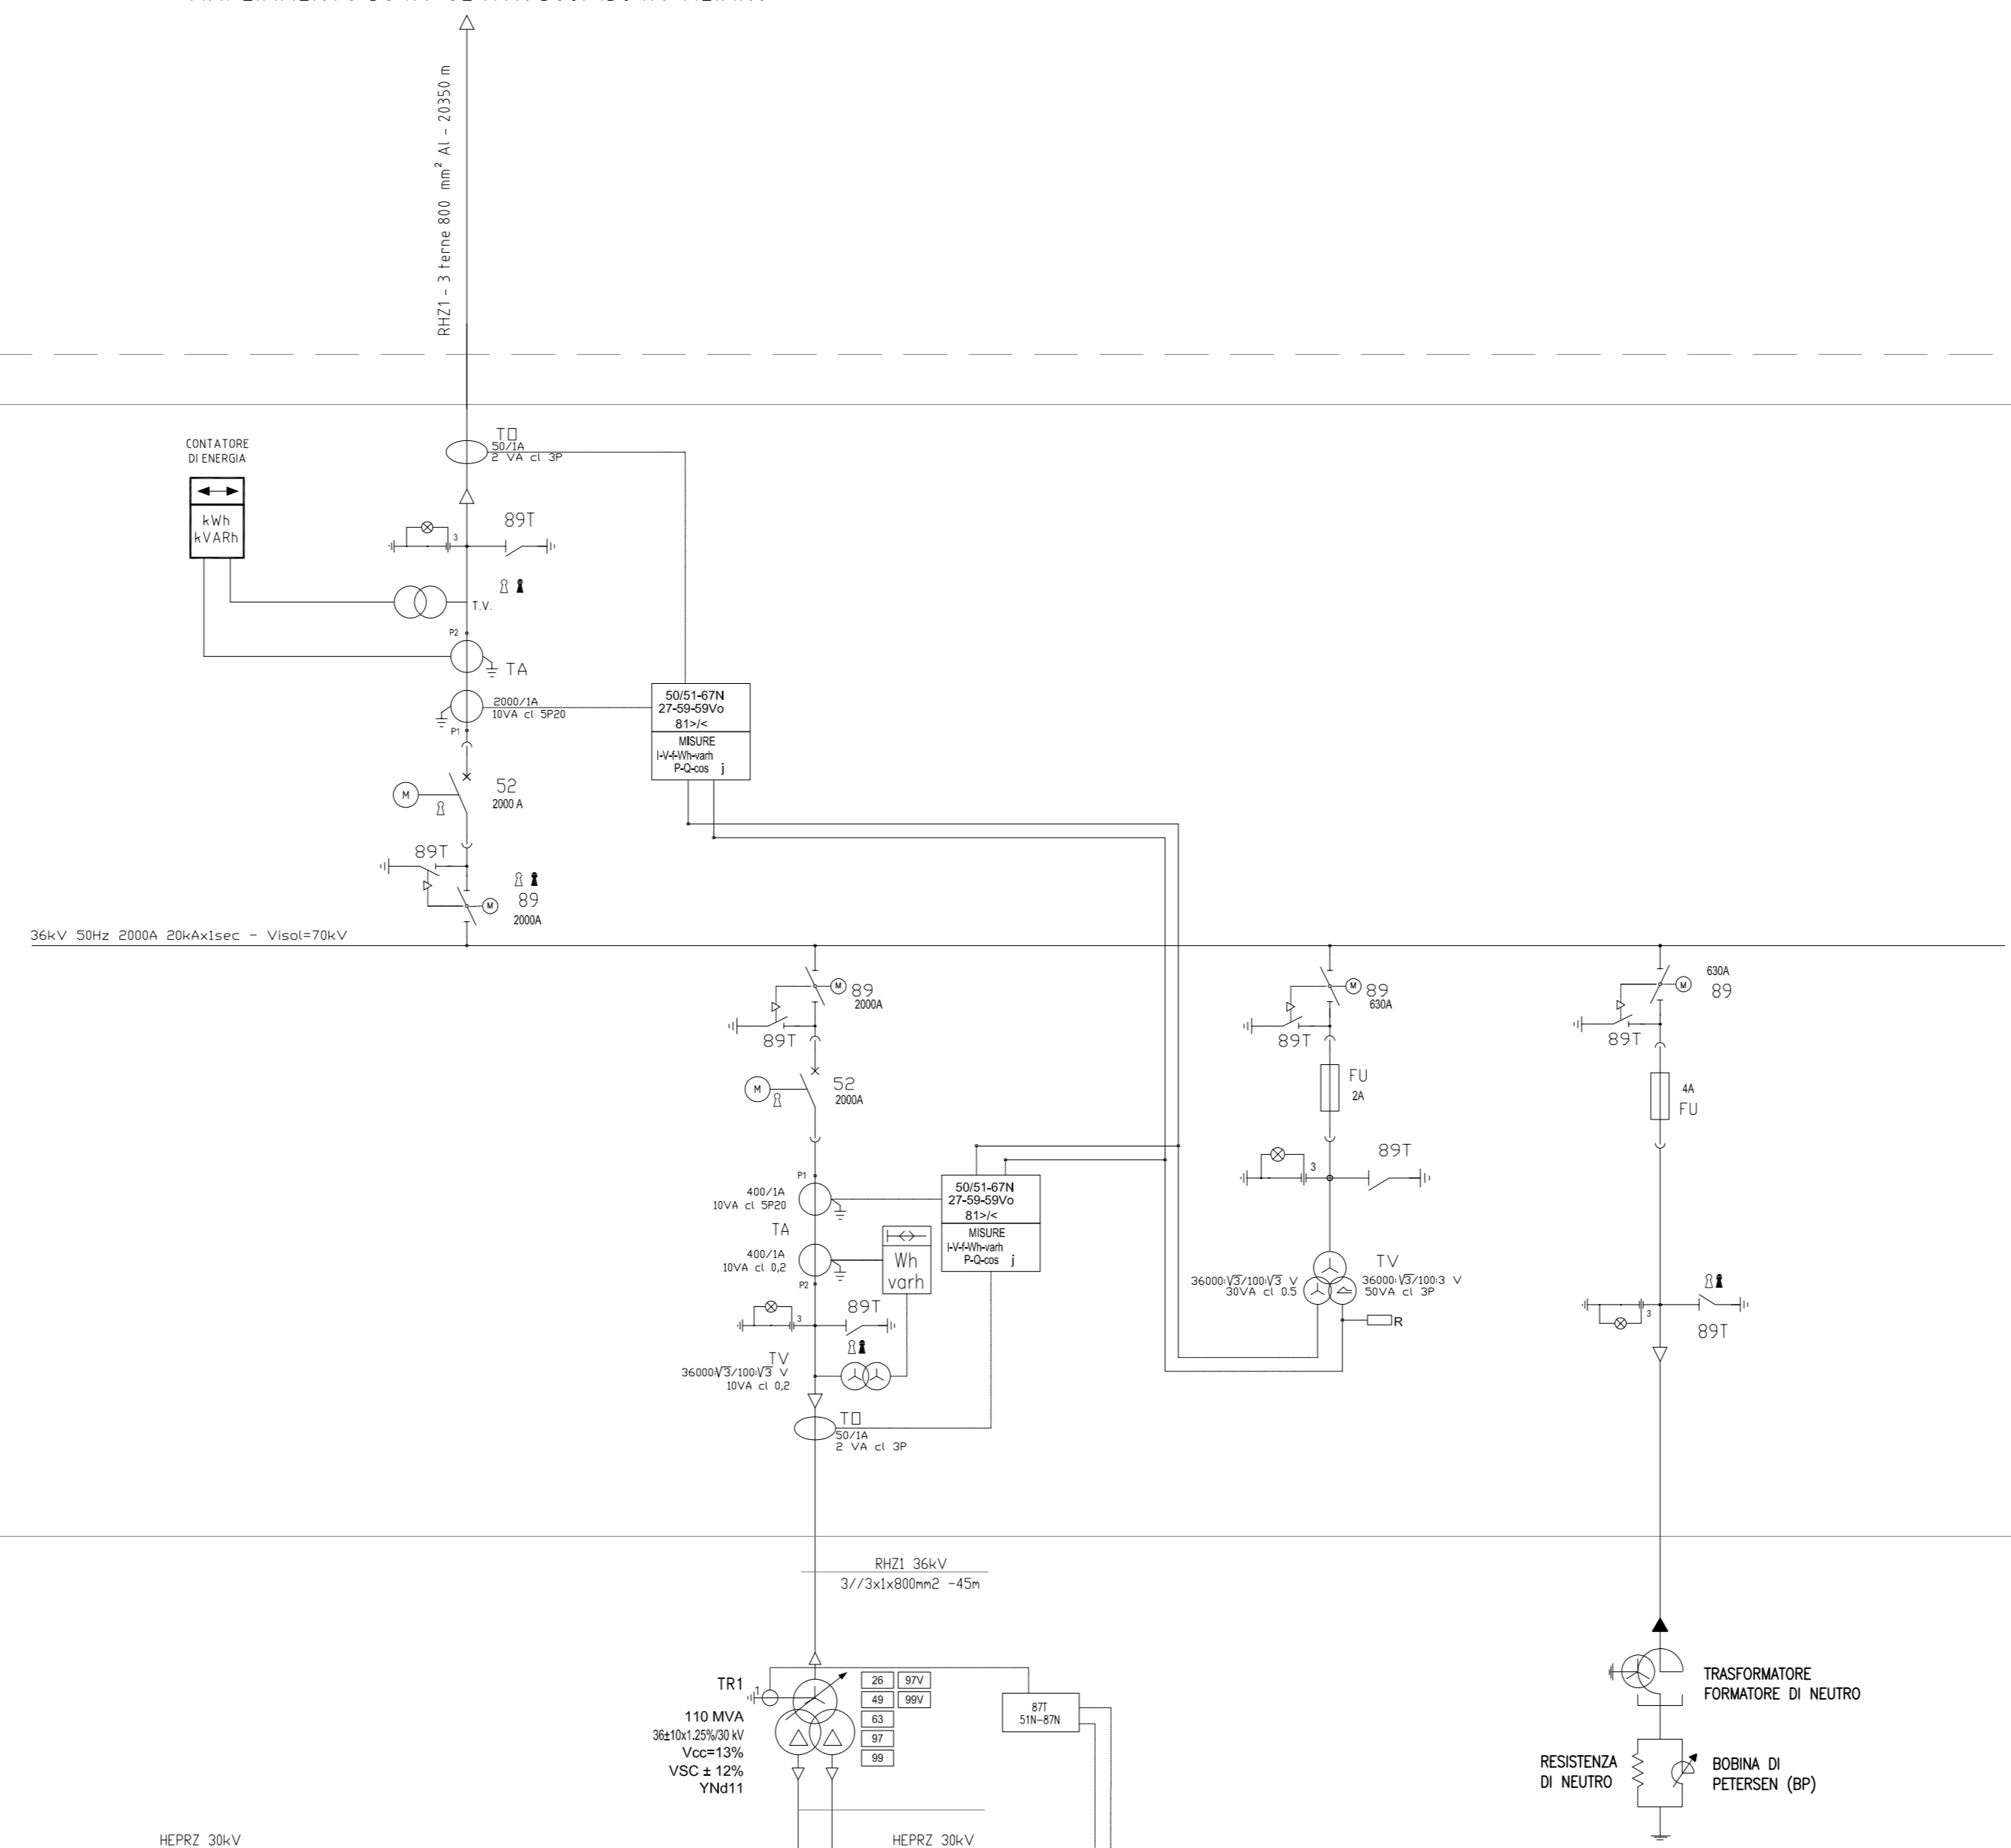 RHZ1 - 3 terne 800 mm² Al - 20350 m
CONTATORE
DI ENERGIA
kWh
kVARh
TO
50/1A
2 VA cl 3P
3
89T
T.V.
P2
TA
2000/1A
10VA cl 5P20
P1
50/51-67N
27-59-59Vo
81>/<
MISURE
I-V-f-Wh-varh
P-Q-cos j
M
52
2000 A
89T
M
89
2000A
36kV 50Hz 2000A 20kAx1sec - Visol=70kV
M
89
2000A
89T
M
52
2000A
P1
400/1A
10VA cl 5P20
TA
400/1A
10VA cl 0,2
P2
Wh
varh
50/51-67N
27-59-59Vo
81>/<
MISURE
I-V-f-Wh-varh
P-Q-cos j
3
89T
TV
36000:√3/100:√3 V
10VA cl 0,2
TO
50/1A
2 VA cl 3P
M
89
630A
89T
FU
2A
3
89T
TV
36000:√3/100:√3 V
30VA cl 0.5
36000:√3/100:3 V
50VA cl 3P
R
630A
M
89
89T
4A
FU
3
89T
RHZ1 36kV
3//3x1x800mm2 -45m
TR1
1
110 MVA
36±10x1.25%/30 kV
Vcc=13%
VSC ± 12%
YNd11
26 97V
49 99V
63
97
99
87T
51N-87N
TRASFORMATORE
FORMATORE DI NEUTRO
RESISTENZA
DI NEUTRO
BOBINA DI
PETERSEN (BP)
HEPRZ 30kV
HEPRZ 30kV